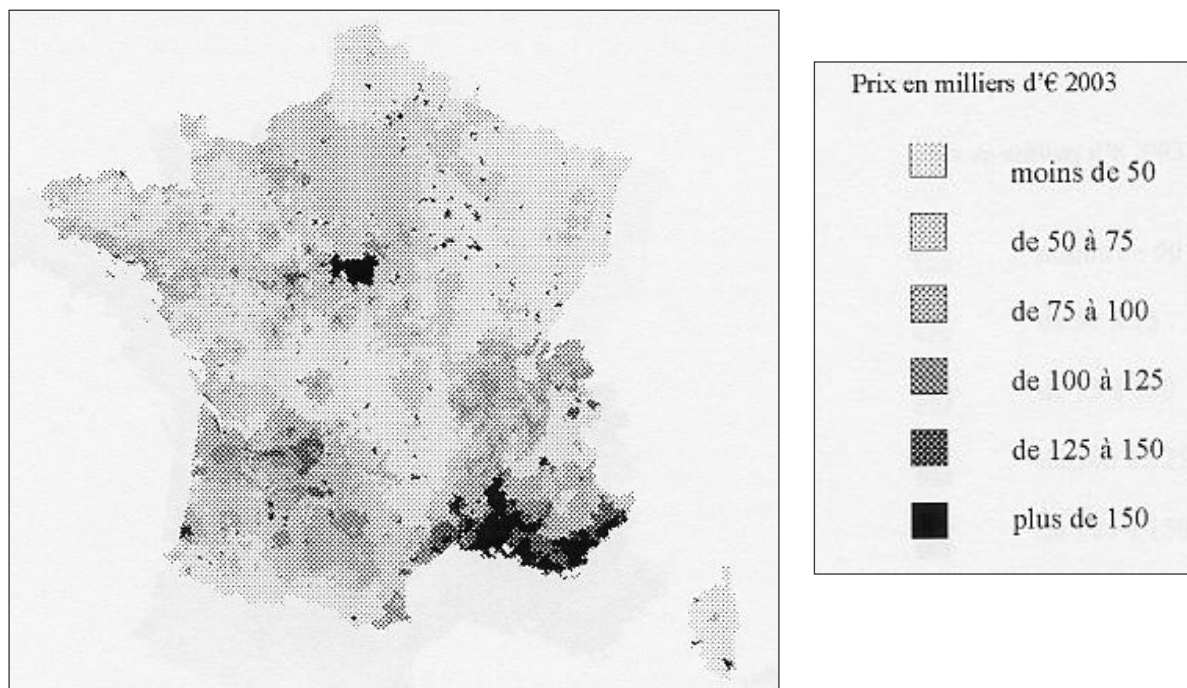 Prix en milliers d'€ 2003
moins de 50
de 50 à 75
de 75 à 100
de 100 à 125
de 125 à 150
plus de 150